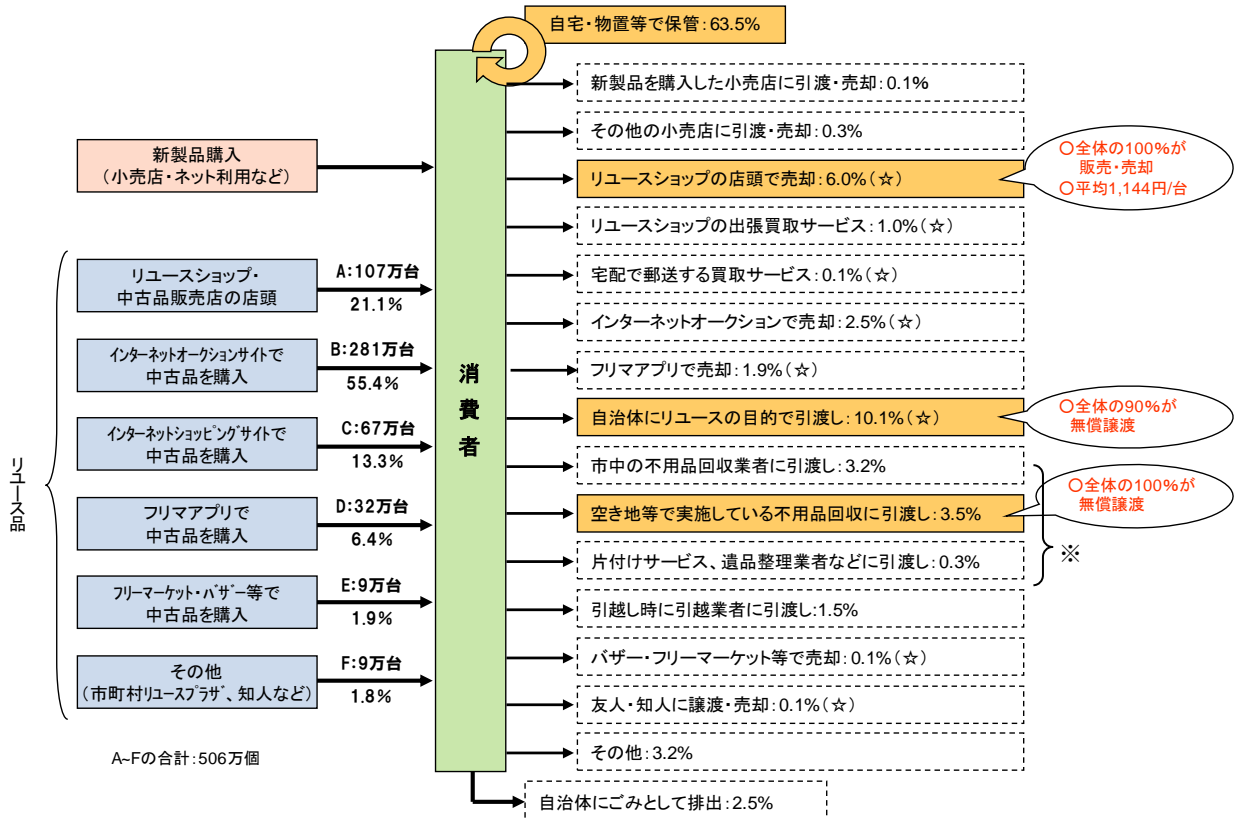 自宅・物置等で保管：63.5%
新製品を購入した小売店に引渡・売却：0.1%
その他の小売店に引渡・売却：0.3%
新製品購入
（小売店・ネット利用など）
リユースショップの店頭で売却：6.0%（☆）
○全体の100％が
販売・売却
○平均1,144円/台
リユースショップの出張買取サービス：1.0%（☆）
リユース品
リユースショップ・
中古品販売店の店頭
A：107万台
21.1%
宅配で郵送する買取サービス：0.1%（☆）
インターネットオークションで売却：2.5%（☆）
インターネットオークションサイトで
中古品を購入
B：281万台
55.4%
消費者
フリマアプリで売却：1.9%（☆）
自治体にリユースの目的で引渡し：10.1%（☆）
○全体の90％が
無償譲渡
インターネットショッピングサイトで
中古品を購入
C：67万台
13.3%
市中の不用品回収業者に引渡し：3.2%
空き地等で実施している不用品回収に引渡し：3.5%
○全体の100％が
無償譲渡
フリマアプリで
中古品を購入
D：32万台
6.4%
片付けサービス、遺品整理業者などに引渡し：0.3%
※
フリーマーケット・バザー等で
中古品を購入
E：9万台
1.9%
引越し時に引越業者に引渡し：1.5%
バザー・フリーマーケット等で売却：0.1%（☆）
その他
（市町村リユースプラザ、知人など）
F：9万台
1.8%
友人・知人に譲渡・売却：0.1%（☆）
その他：3.2%
A~Fの合計：506万個
自治体にごみとして排出：2.5%